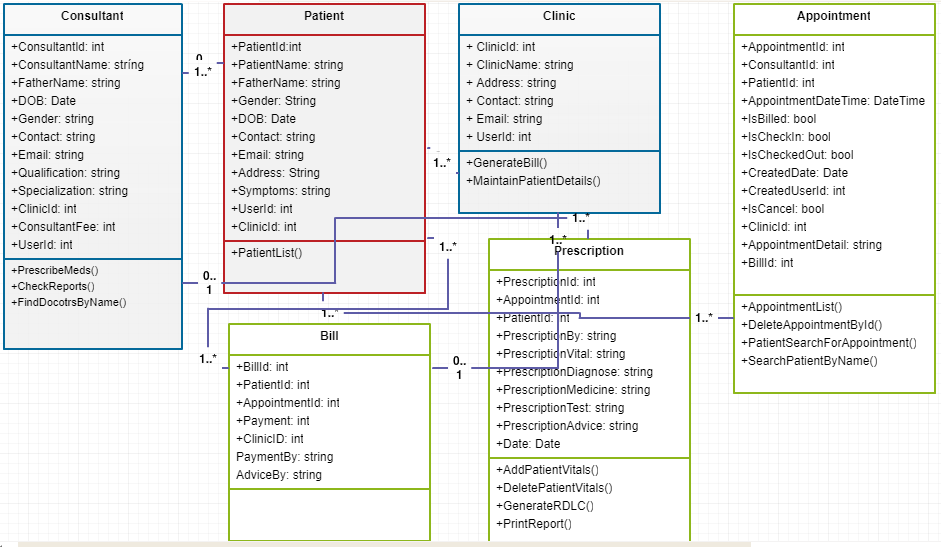 Consultant
+ConsultantId: int
+ConsultantName: stríng
+FatherName: string
+DOB: Date
+Gender: string
+Contact: string
+Email: string
+Qualification: string
+Specialization: string
+ClinicId: int
+ConsultantFee: int
+UserId: int
+PrescribeMeds()
+CheckReports()
+FindDocotrsByName()
0
1..*
Patient
+PatientId:int
+PatientName: string
+FatherName: string
+Gender: String
+DOB: Date
+Contact: string
+Email: string
+Address: String
+Symptoms: string
+UserId: int
+ClinicId: int
+PatientList()
1..*
Clinic
+ ClinicId: int
+ ClinicName: string
+ Address: string
+ Contact: string
+ Email: string
+ UserId: int
+GenerateBill()
+MaintainPatientDetails()
Appointment
+AppointmentId: int
+ConsultantId: int
+PatientId: int
+AppointmentDateTime: DateTime
+IsBilled: bool
+IsCheckIn: bool
+IsCheckedOut: bool
+CreatedDate: Date
+CreatedUserId: int
+IsCancel: bool
+ClinicId: int
+AppointmentDetail: string
+BillId: int
+AppointmentList()
+DeleteAppointmentById()
+PatientSearchForAppointment()
+SearchPatientByName()
1..*
1..*
1..*
0..
1
1..*
1..*
1..*
0..
1
Bill
+BillId: int
+PatientId: int
+AppointmentId: int
+Payment: int
+ClinicID: int
PaymentBy: string
AdviceBy: string
Prescription
+PrescriptionId: int
+AppointmentId: int
+PatientId: int
+PrescriptionBy: string
+PrescriptionVital: string
+PrescriptionDiagnose: string
+PrescriptionMedicine: string
+PrescriptionTest: string
+PrescriptionAdvice: string
+Date: Date
+AddPatientVitals()
+DeletePatientVitals()
+GenerateRDLC()
+PrintReport()